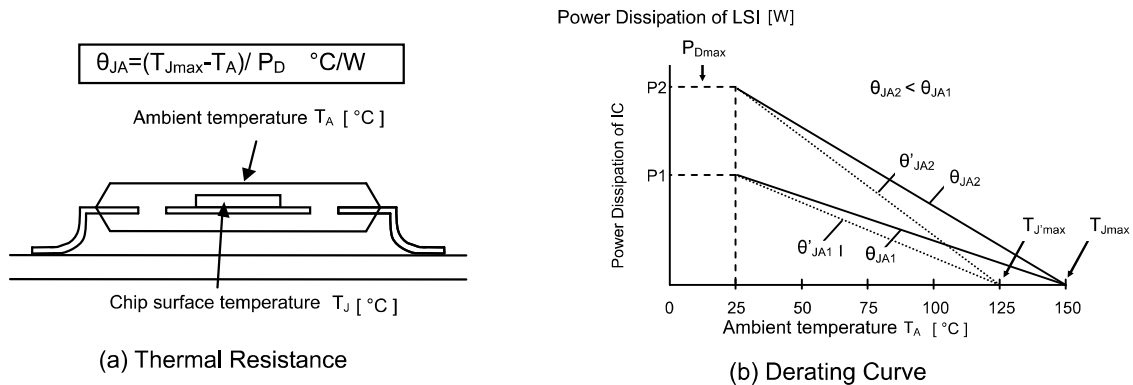 θJA=(TJmax-TA)/ PD °C/W
Ambient temperature TA [ °C ]
Chip surface temperature TJ [ °C ]
(a) Thermal Resistance
Power Dissipation of LSI [W]
PDmax
P2
θJA2 < θJA1
Power Dissipation of IC
θ'JA2
θJA2
P1
TJ'max
TJmax
θ'JA1 I
θJA1
0 25 50 75 100 125 150
Ambient temperature TA [ °C ]
(b) Derating Curve